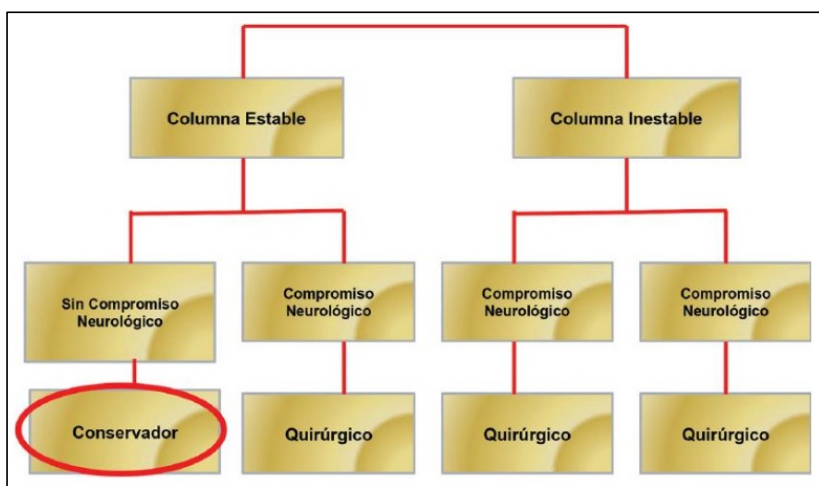 Columna Estable
Columna Inestable
Sin Compromiso
Neurológico
Compromiso
Neurológico
Compromiso
Neurológico
Compromiso
Neurológico
Conservador
Quirúrgico
Quirúrgico
Quirúrgico